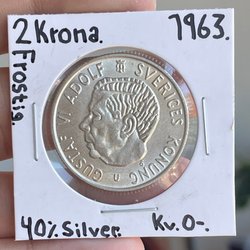 2 Krona.
1963.
Frostig.
GUSTAF VI ADOLF SVERIGES KONUNG
U
40% Silver.
Kv. 0-.